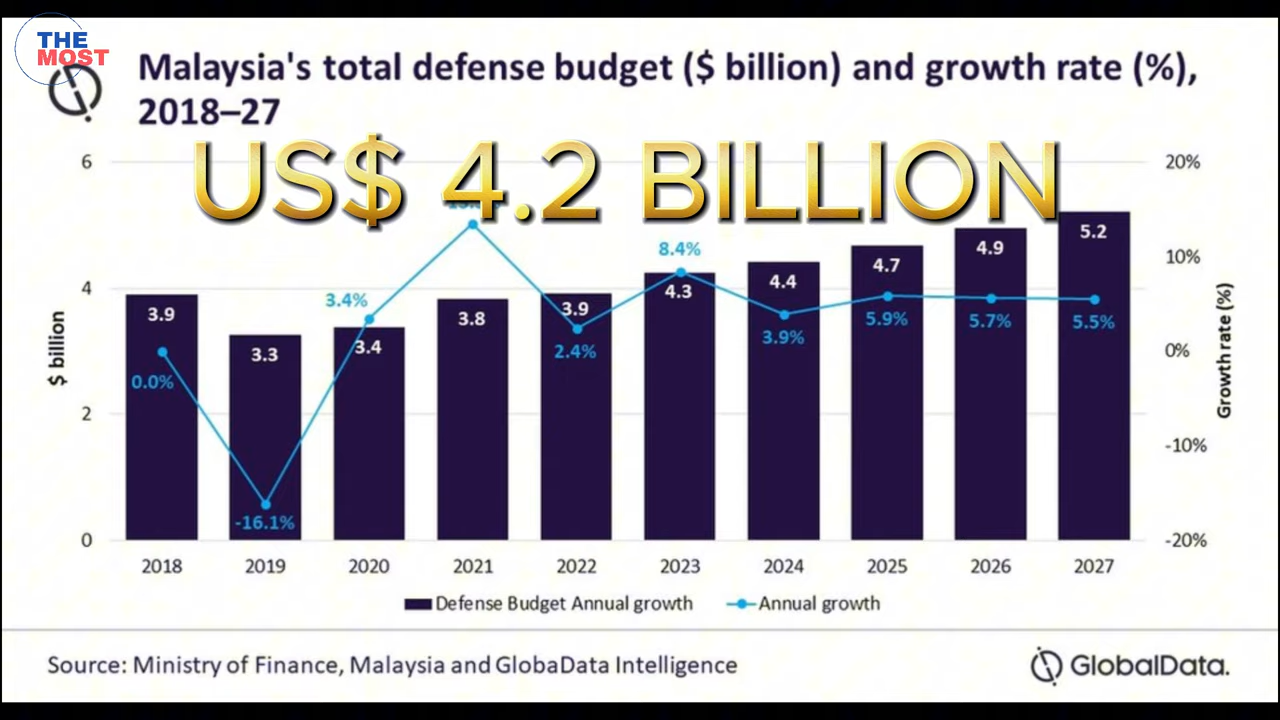 THE
MOST
Malaysia's total defense budget ($ billion) and growth rate (%),
2018–27
US$ 4.2 BILLION
6
4
2
0
$ billion
20%
10%
0%
-10%
-20%
Growth rate (%)
3.9
3.3
3.4
3.8
3.9
4.3
4.4
4.7
4.9
5.2
0.0%
-16.1%
3.4%
2.4%
8.4%
3.9%
5.9%
5.7%
5.5%
2018 2019 2020 2021 2022 2023 2024 2025 2026 2027
Defense Budget Annual growth Annual growth
Source: Ministry of Finance, Malaysia and GlobaData Intelligence
GlobalData.